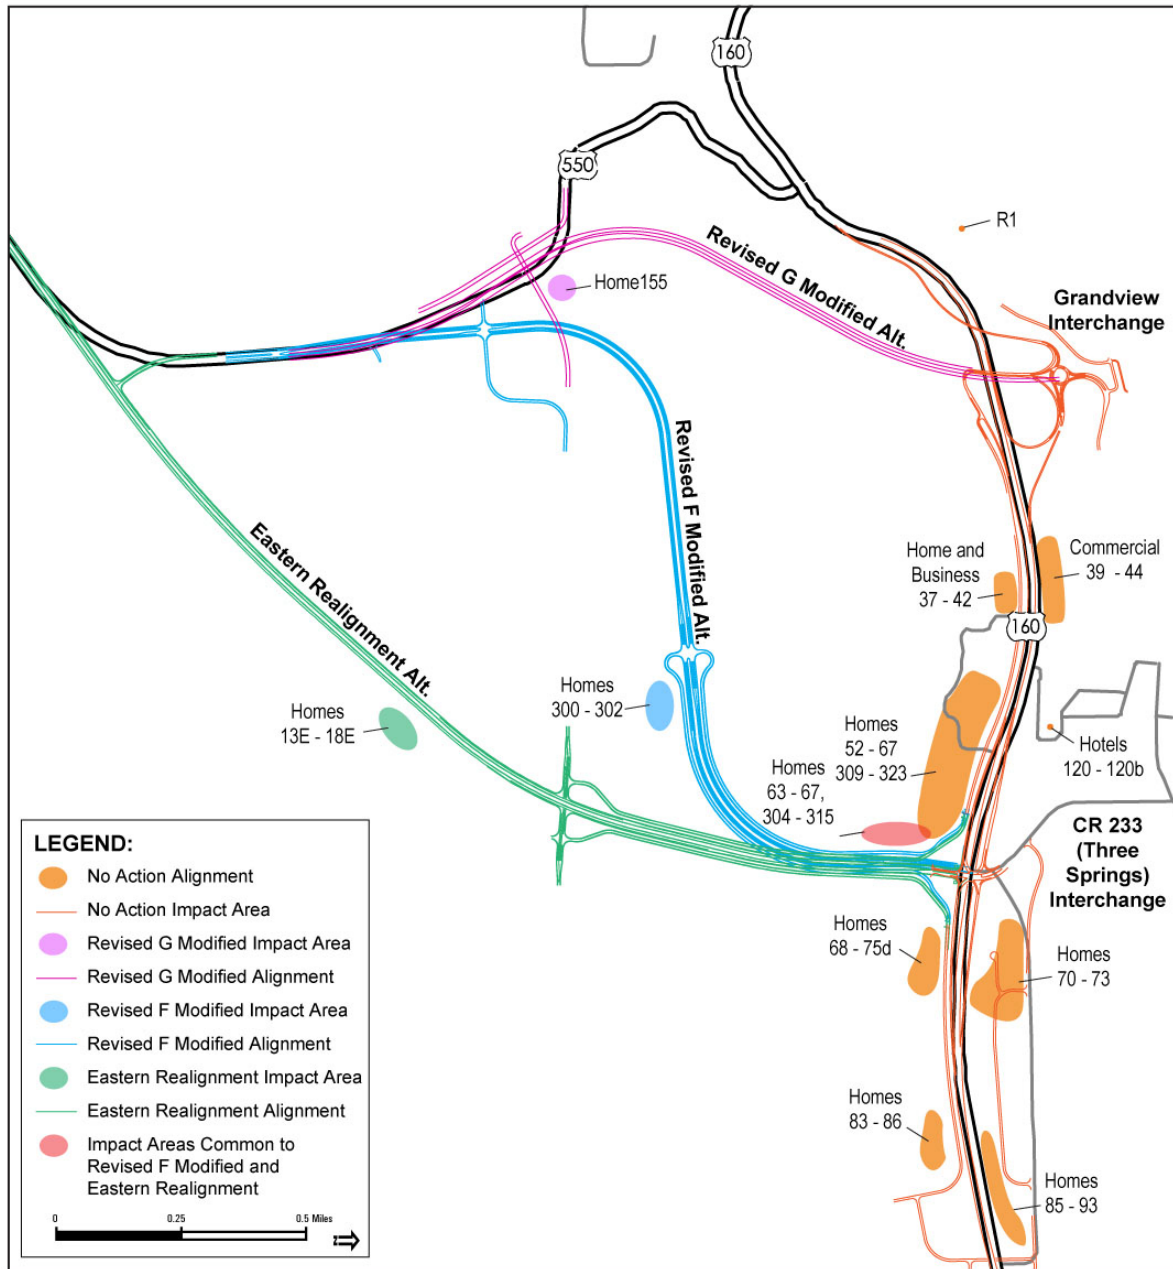 160
550
R1
Revised G Modified Alt.
Home155
Grandview
Interchange
Revised F Modified Alt.
Eastern Realignment Alt.
Home and
Business
37 - 42
Commercial
39 - 44
160
Homes
300 - 302
Homes
13E - 18E
Homes
52 - 67
309 - 323
Hotels
120 - 120b
Homes
63 - 67,
304 - 315
CR 233
(Three
Springs)
Interchange
Homes
68 - 75d
Homes
70 - 73
Homes
83 - 86
Homes
85 - 93
LEGEND:
No Action Alignment
No Action Impact Area
Revised G Modified Impact Area
Revised G Modified Alignment
Revised F Modified Impact Area
Revised F Modified Alignment
Eastern Realignment Impact Area
Eastern Realignment Alignment
Impact Areas Common to
Revised F Modified and
Eastern Realignment
0 0.25 0.5 Miles